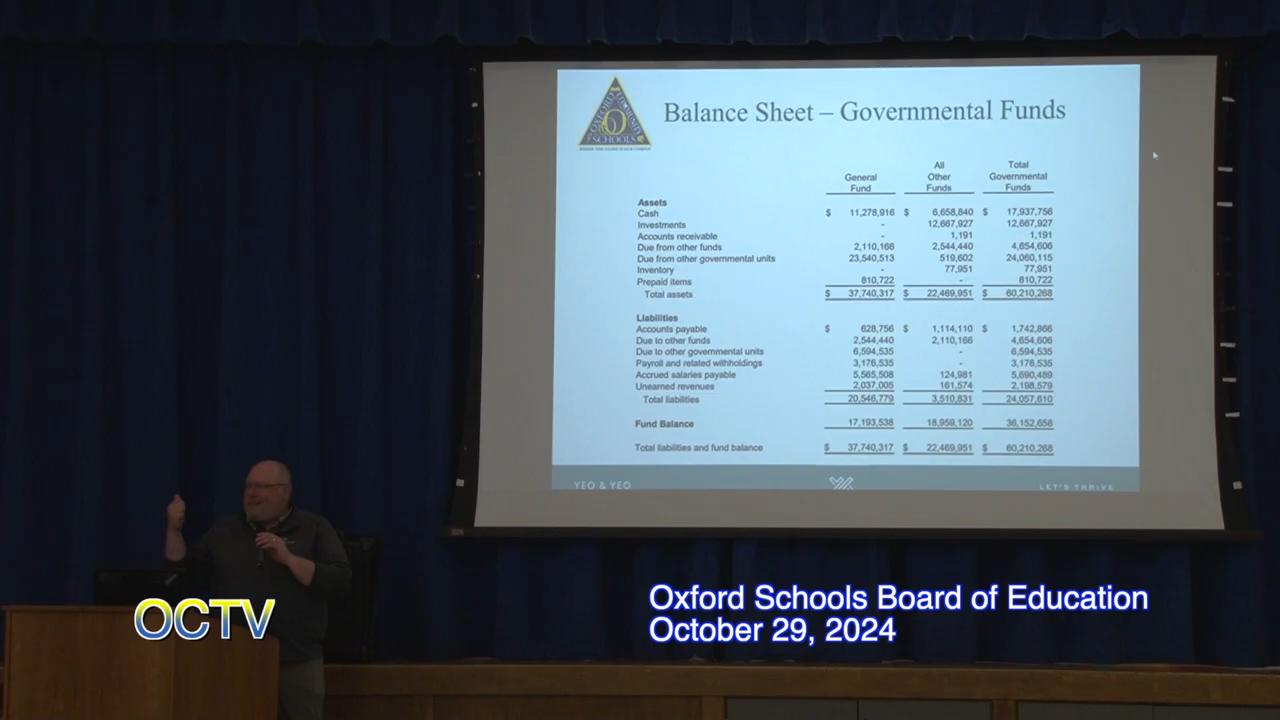 OXFORD COMMUNITY
SCHOOLS
Balance Sheet – Governmental Funds
General Fund All Other Funds Total Governmental Funds
Assets
Cash $ 11,278,916 $ 6,658,840 $ 17,937,756
Investments - 12,667,927 12,667,927
Accounts receivable - 1,191 1,191
Due from other funds 2,110,166 2,544,440 4,654,606
Due from other governmental units 23,540,513 519,602 24,060,115
Inventory - 77,951 77,951
Prepaid items 810,722 - 810,722
Total assets $ 37,740,317 $ 22,469,951 $ 60,210,268
Liabilities
Accounts payable $ 628,756 $ 1,114,110 $ 1,742,866
Due to other funds 2,544,440 2,110,166 4,654,606
Due to other governmental units 6,594,535 - 6,594,535
Payroll and related withholdings 3,176,535 - 3,176,535
Accrued salaries payable 5,565,508 124,981 5,690,489
Unearned revenues 2,037,005 161,574 2,198,579
Total liabilities 20,546,779 3,510,831 24,057,610
Fund Balance 17,193,538 18,959,120 36,152,658
Total liabilities and fund balance $ 37,740,317 $ 22,469,951 $ 60,210,268
YEO & YEO
LET'S THRIVE
OCTV
Oxford Schools Board of Education
October 29, 2024